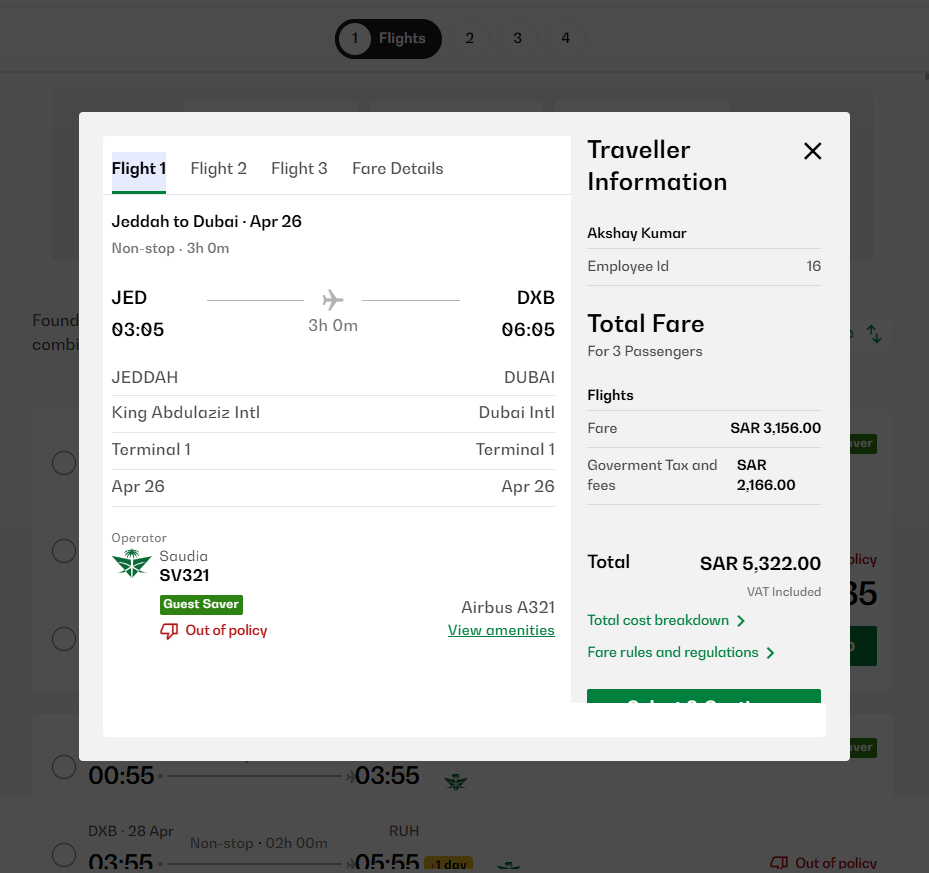 1 Flights 2 3 4
Flight 1 Flight 2 Flight 3 Fare Details
Jeddah to Dubai · Apr 26
Non-stop · 3h 0m
JED DXB
03:05 3h 0m 06:05
JEDDAH DUBAI
King Abdulaziz Intl Dubai Intl
Terminal 1 Terminal 1
Apr 26 Apr 26
Operator
Saudia
SV321
Guest Saver
Airbus A321
Out of policy View amenities
Traveller
Information
Akshay Kumar
Employee Id 16
Total Fare
For 3 Passengers
Flights
Fare SAR 3,156.00
Goverment Tax and SAR
fees 2,166.00
Total SAR 5,322.00
VAT Included
Total cost breakdown
Fare rules and regulations
Found
00:55 03:55
DXB · 28 Apr RUH
Non-stop · 02h 00m
03:55 05:55 +1 day
Out of policy